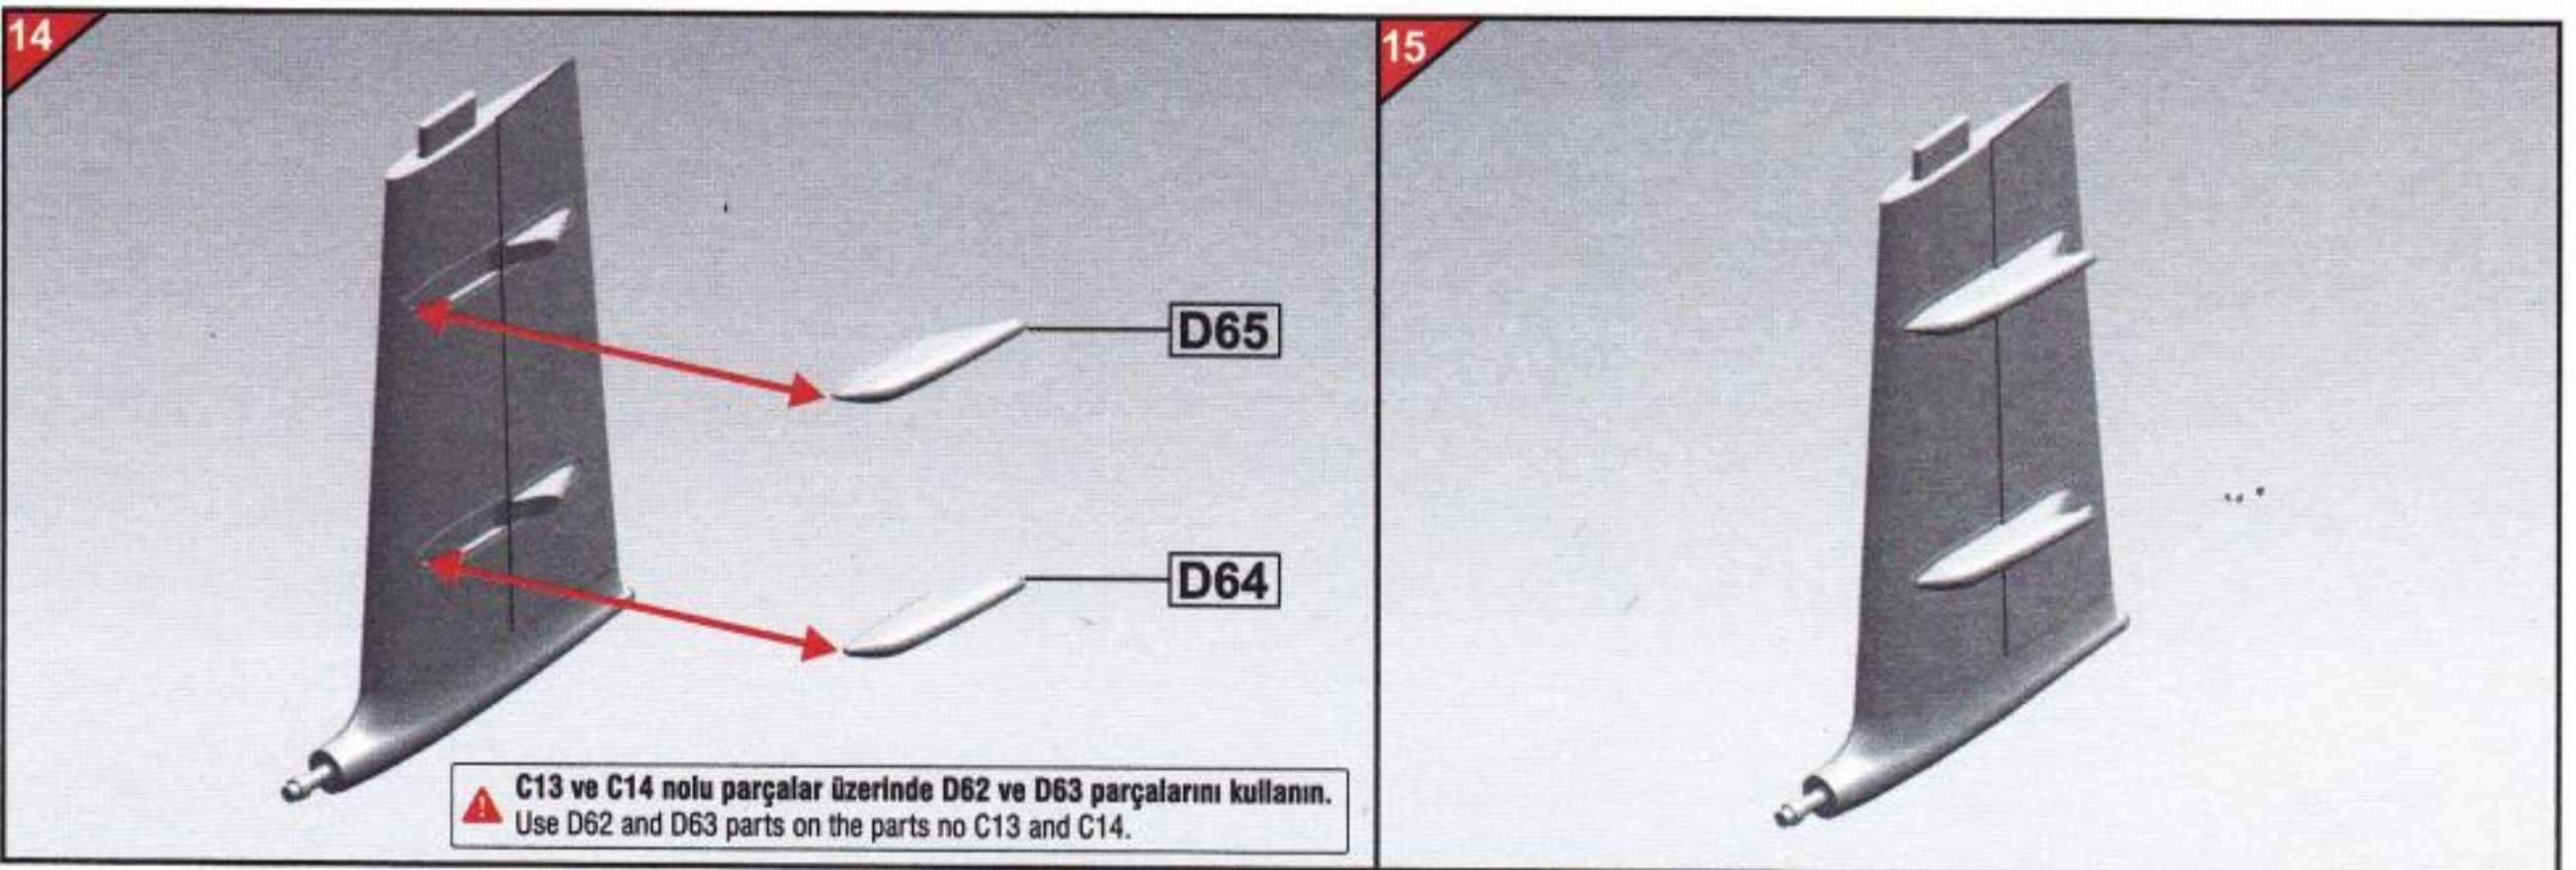 14
15
D65
D64
C13 ve C14 nolu parçalar üzerinde D62 ve D63 parçalarını kullanın.
Use D62 and D63 parts on the parts no C13 and C14.